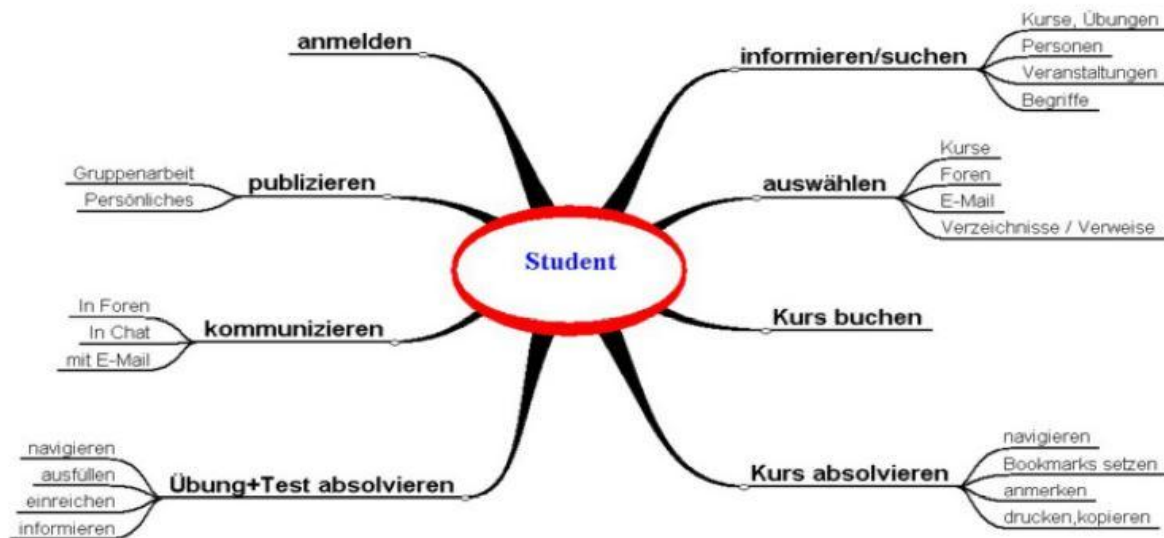 anmelden
informieren/suchen
Kurse, Übungen
Personen
Veranstaltungen
Begriffe
publizieren
Gruppenarbeit
Persönliches
auswählen
Kurse
Foren
E-Mail
Verzeichnisse / Verweise
Student
kommunizieren
In Foren
In Chat
mit E-Mail
Kurs buchen
Übung+Test absolvieren
navigieren
ausfüllen
einreichen
informieren
Kurs absolvieren
navigieren
Bookmarks setzen
anmerken
drucken,kopieren